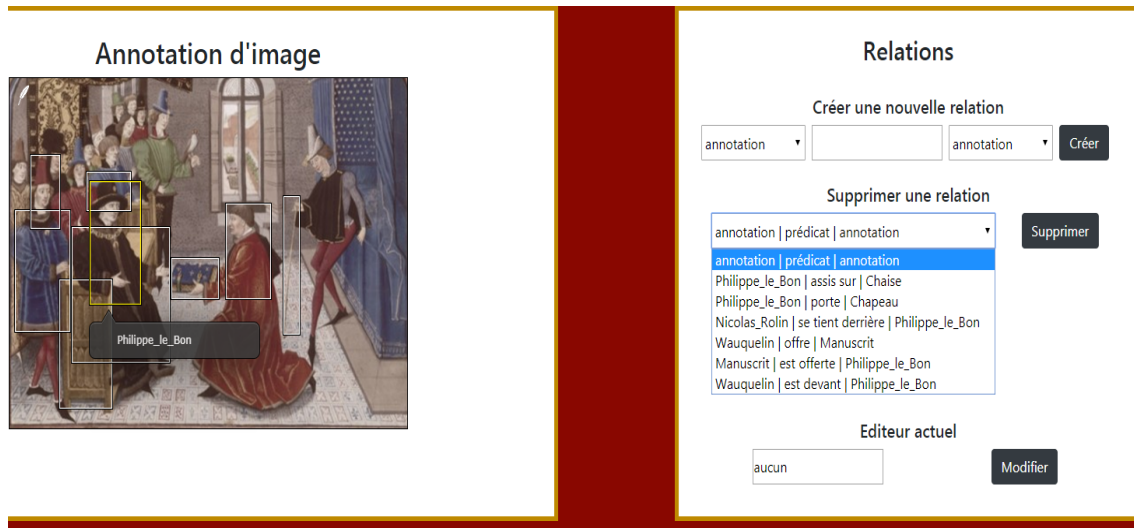 Annotation d'image
Philippe_le_Bon
Relations
Créer une nouvelle relation
annotation
annotation
Créer
Supprimer une relation
annotation | prédicat | annotation
Supprimer
annotation | prédicat | annotation
Philippe_le_Bon | assis sur | Chaise
Philippe_le_Bon | porte | Chapeau
Nicolas_Rolin | se tient derrière | Philippe_le_Bon
Wauquelin | offre | Manuscrit
Manuscrit | est offerte | Philippe_le_Bon
Wauquelin | est devant | Philippe_le_Bon
Editeur actuel
aucun
Modifier